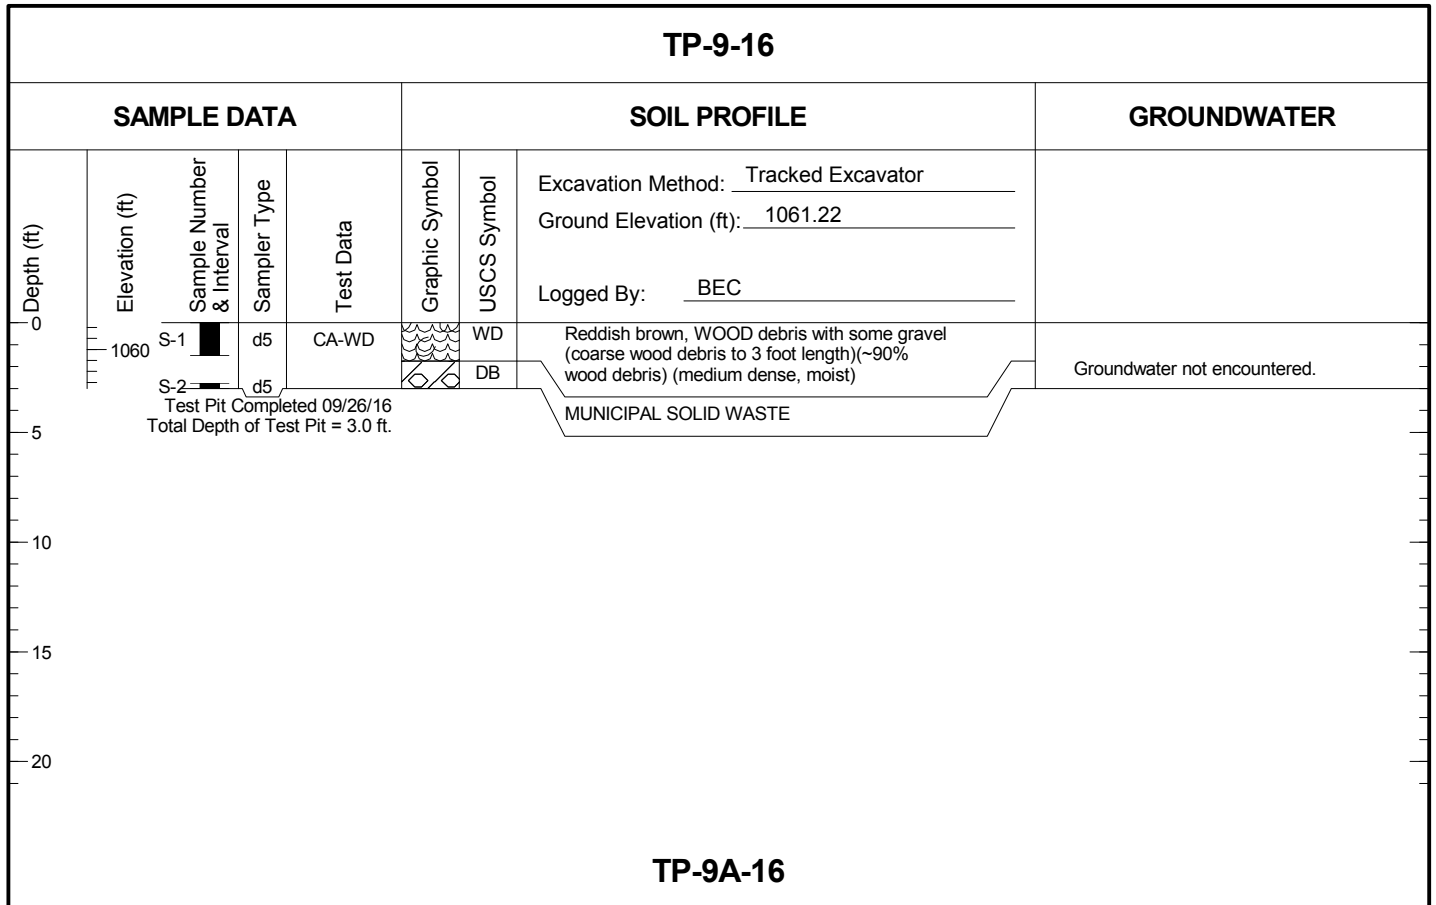 TP-9-16
SAMPLE DATA
SOIL PROFILE
GROUNDWATER
Depth (ft)
Elevation (ft)
Sample Number
& Interval
Sampler Type
Test Data
Graphic Symbol
USCS Symbol
Excavation Method: Tracked Excavator
Ground Elevation (ft): 1061.22
Logged By: BEC
0
1060
S-1
d5
CA-WD
WD
Reddish brown, WOOD debris with some gravel
(coarse wood debris to 3 foot length)(~90%
wood debris) (medium dense, moist)
S-2
d5
DB
MUNICIPAL SOLID WASTE
Groundwater not encountered.
Test Pit Completed 09/26/16
Total Depth of Test Pit = 3.0 ft.
5
10
15
20
TP-9A-16